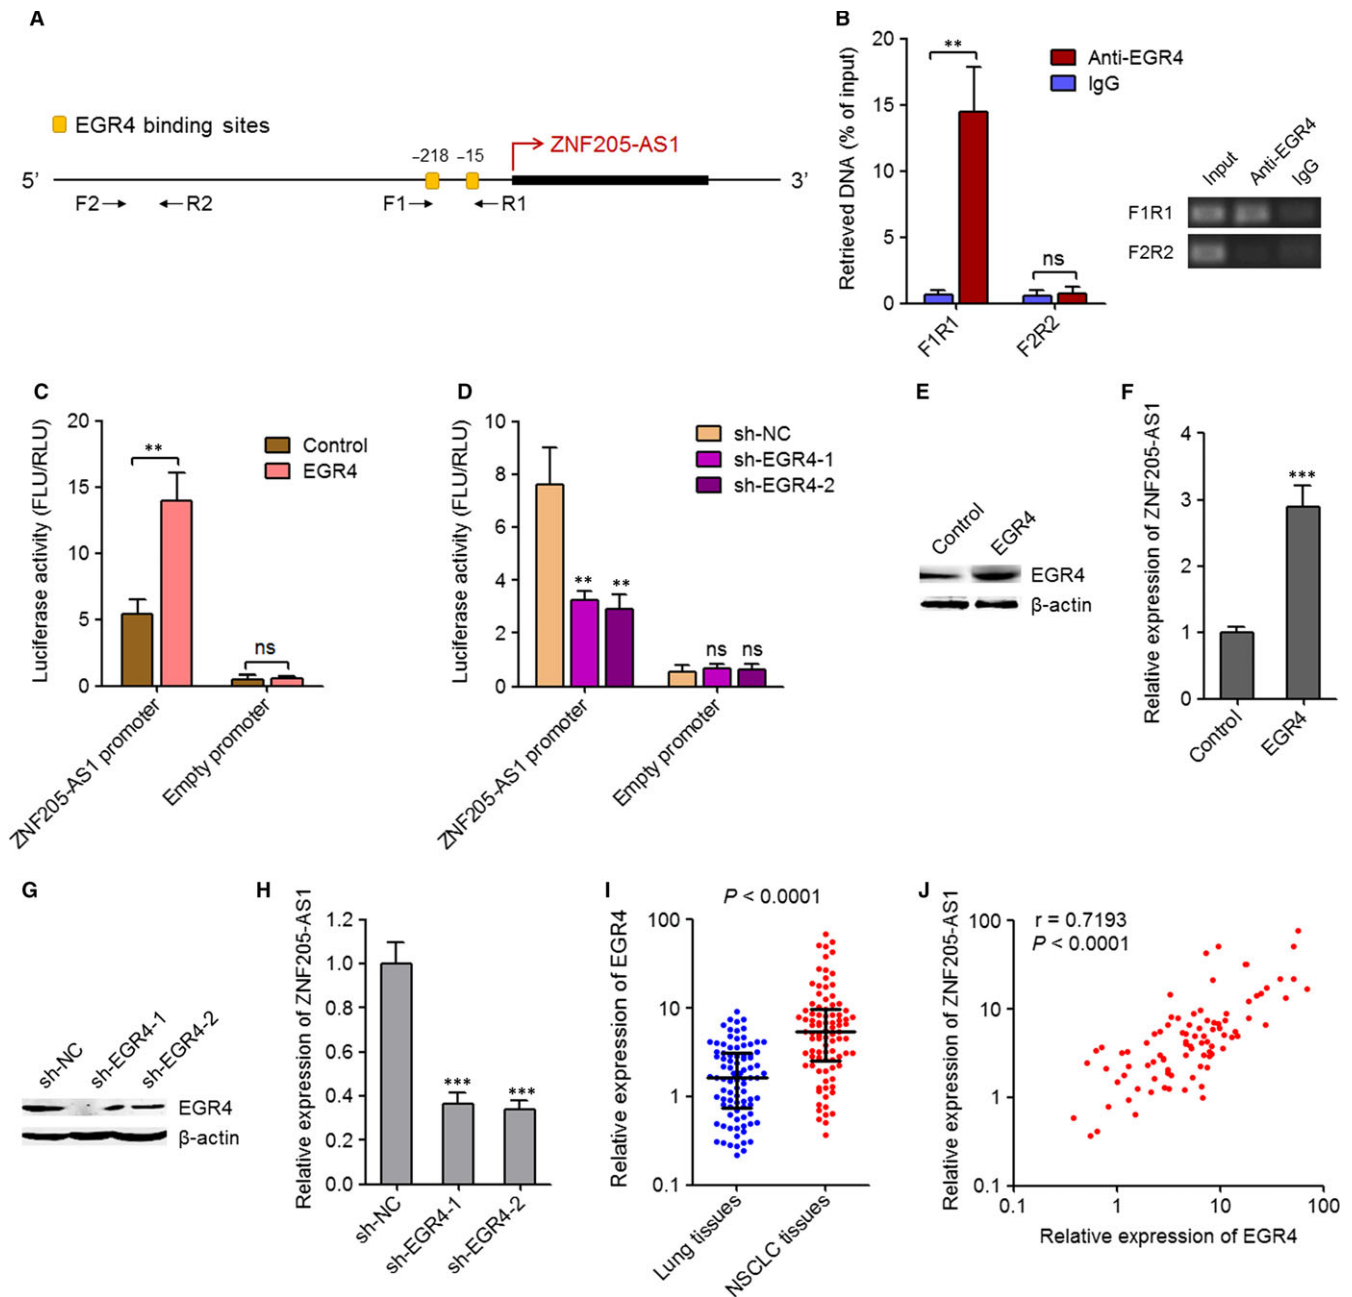 A
EGR4 binding sites
−218 −15
ZNF205-AS1
5’ 3’
F2 R2 F1 R1
B
Retrieved DNA (% of input)
20
15
10
5
0
**
ns
Anti-EGR4
IgG
F1R1
F2R2
Input
Anti-EGR4
IgG
F1R1
F2R2
C
Luciferase activity (FLU/RLU)
20
15
10
5
0
**
ns
Control
EGR4
ZNF205-AS1 promoter
Empty promoter
D
Luciferase activity (FLU/RLU)
10
8
6
4
2
0
** **
ns ns
sh-NC
sh-EGR4-1
sh-EGR4-2
ZNF205-AS1 promoter
Empty promoter
E
Control
EGR4
EGR4
β-actin
F
Relative expression of ZNF205-AS1
4
3
2
1
0
***
Control
EGR4
G
sh-NC
sh-EGR4-1
sh-EGR4-2
EGR4
β-actin
H
Relative expression of ZNF205-AS1
1.2
1.0
0.8
0.6
0.4
0.2
0.0
*** ***
sh-NC
sh-EGR4-1
sh-EGR4-2
I
P < 0.0001
Relative expression of EGR4
100
10
1
0.1
Lung tissues
NSCLC tissues
J
Relative expression of ZNF205-AS1
r = 0.7193
P < 0.0001
100
10
1
0.1
0.1 1 10 100
Relative expression of EGR4